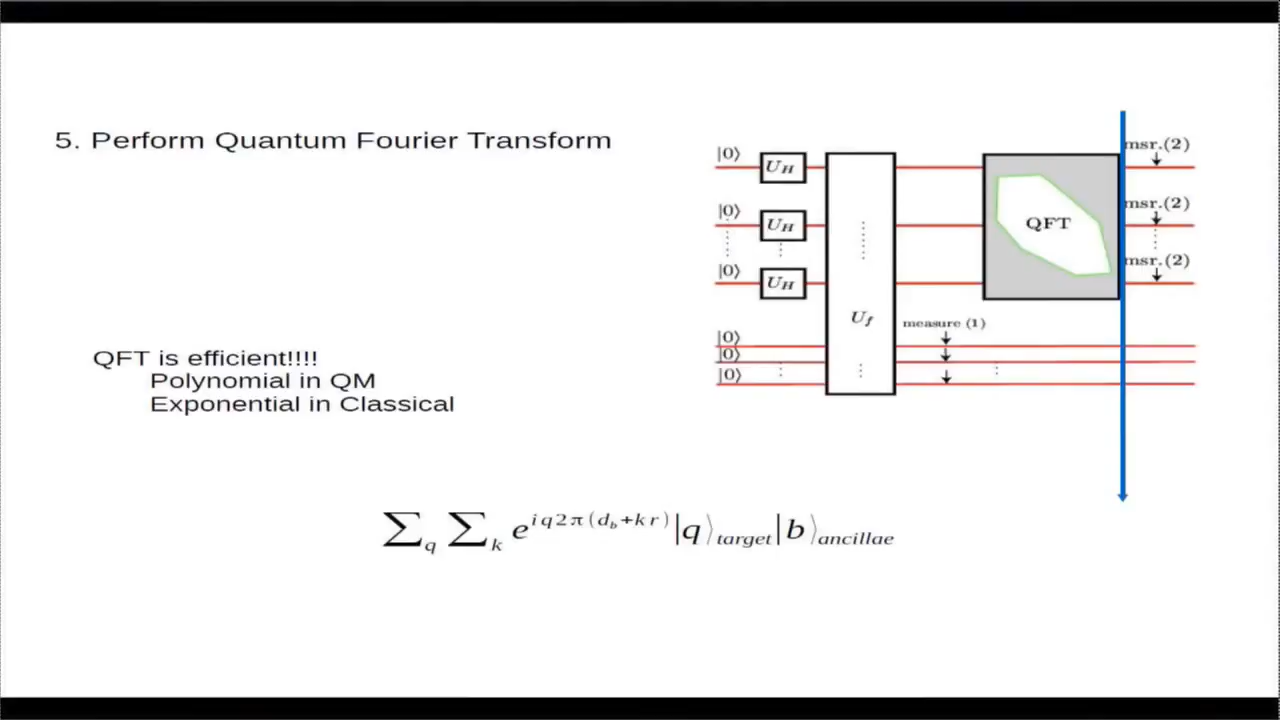 5. Perform Quantum Fourier Transform
QFT is efficient!!!!
Polynomial in QM
Exponential in Classical
|0⟩ U_H msr.(2)
|0⟩ U_H QFT msr.(2)
|0⟩ U_H msr.(2)
U_f measure (1)
|0⟩
|0⟩
|0⟩
∑_q ∑_k e^{iq2π(d_b+kr)}|q⟩_target|b⟩_ancillae